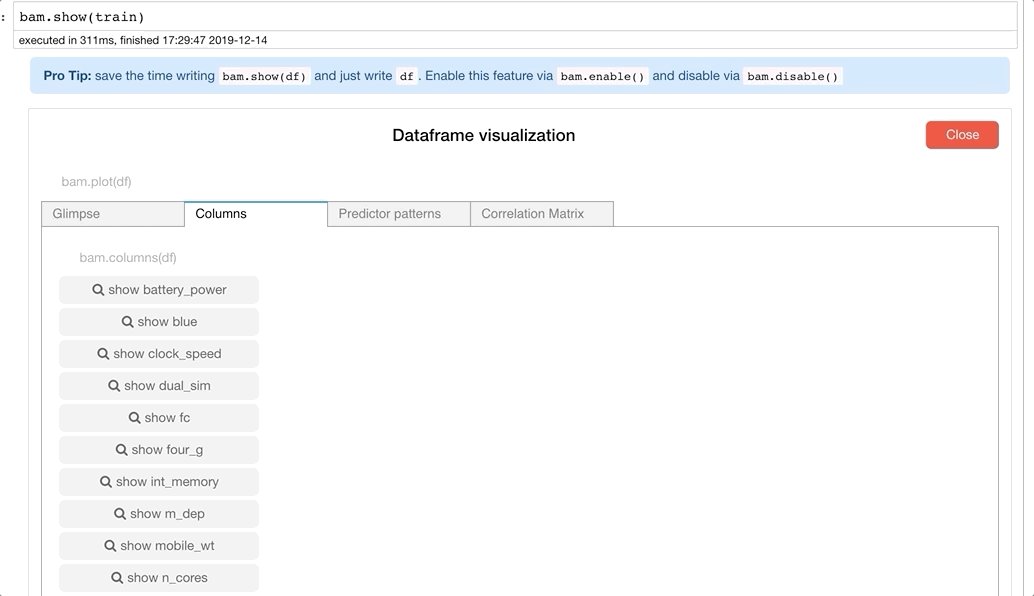 :
bam.show(train)
executed in 311ms, finished 17:29:47 2019-12-14
Pro Tip: save the time writing bam.show(df) and just write df. Enable this feature via bam.enable() and disable via bam.disable()
Dataframe visualization
Close
bam.plot(df)
Glimpse Columns Predictor patterns Correlation Matrix
bam.columns(df)
show battery_power
show blue
show clock_speed
show dual_sim
show fc
show four_g
show int_memory
show m_dep
show mobile_wt
show n_cores